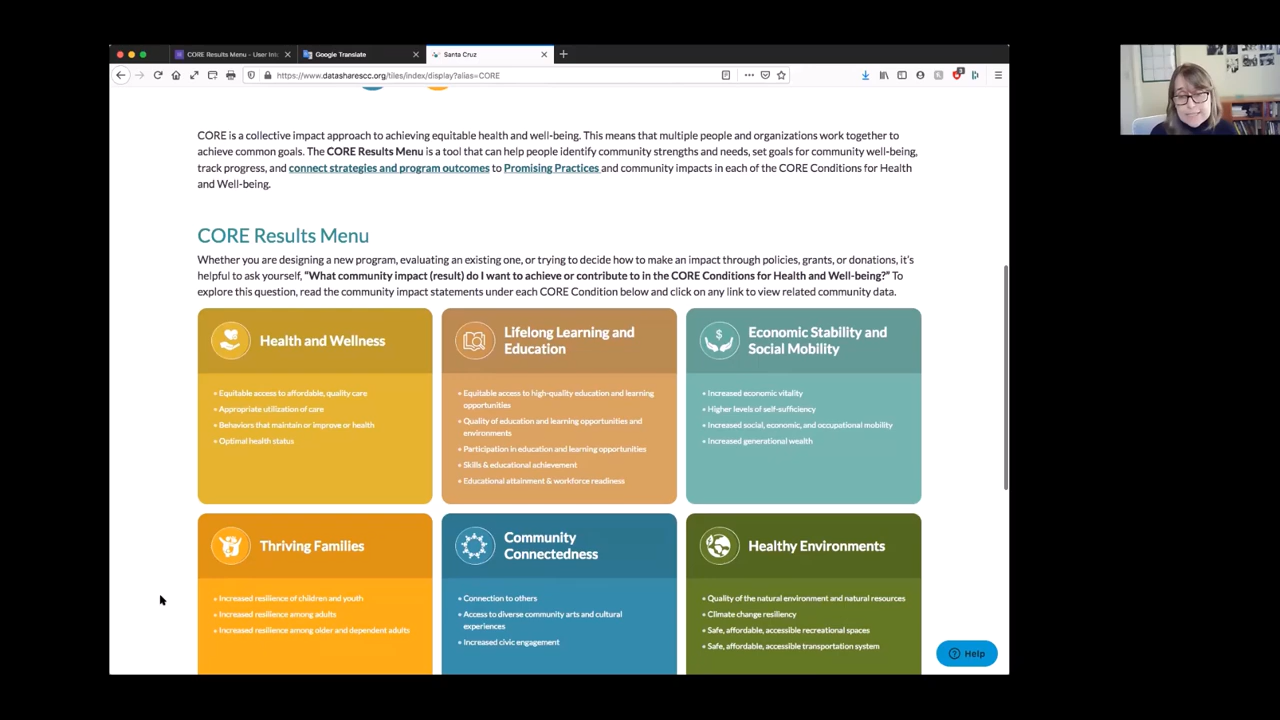 CORE Results Menu - User Inte
Google Translate
Santa Cruz
https://www.datasharescc.org/tiles/index/display?alias=CORE
CORE is a collective impact approach to achieving equitable health and well-being. This means that multiple people and organizations work together to
achieve common goals. The CORE Results Menu is a tool that can help people identify community strengths and needs, set goals for community well-being,
track progress, and connect strategies and program outcomes to Promising Practices and community impacts in each of the CORE Conditions for Health
and Well-being.
CORE Results Menu
Whether you are designing a new program, evaluating an existing one, or trying to decide how to make an impact through policies, grants, or donations, it's
helpful to ask yourself, "What community impact (result) do I want to achieve or contribute to in the CORE Conditions for Health and Well-being?" To
explore this question, read the community impact statements under each CORE Condition below and click on any link to view related community data.
Health and Wellness
• Equitable access to affordable, quality care
• Appropriate utilization of care
• Behaviors that maintain or improve or health
• Optimal health status
Lifelong Learning and
Education
• Equitable access to high-quality education and learning
opportunities
• Quality of education and learning opportunities and
environments
• Participation in education and learning opportunities
• Skills & educational achievement
• Educational attainment & workforce readiness
Economic Stability and
Social Mobility
• Increased economic vitality
• Higher levels of self-sufficiency
• Increased social, economic, and occupational mobility
• Increased generational wealth
Thriving Families
• Increased resilience of children and youth
• Increased resilience among adults
• Increased resilience among older and dependent adults
Community
Connectedness
• Connection to others
• Access to diverse community arts and cultural
experiences
• Increased civic engagement
Healthy Environments
• Quality of the natural environment and natural resources
• Climate change resiliency
• Safe, affordable, accessible recreational spaces
• Safe, affordable, accessible transportation system
Help